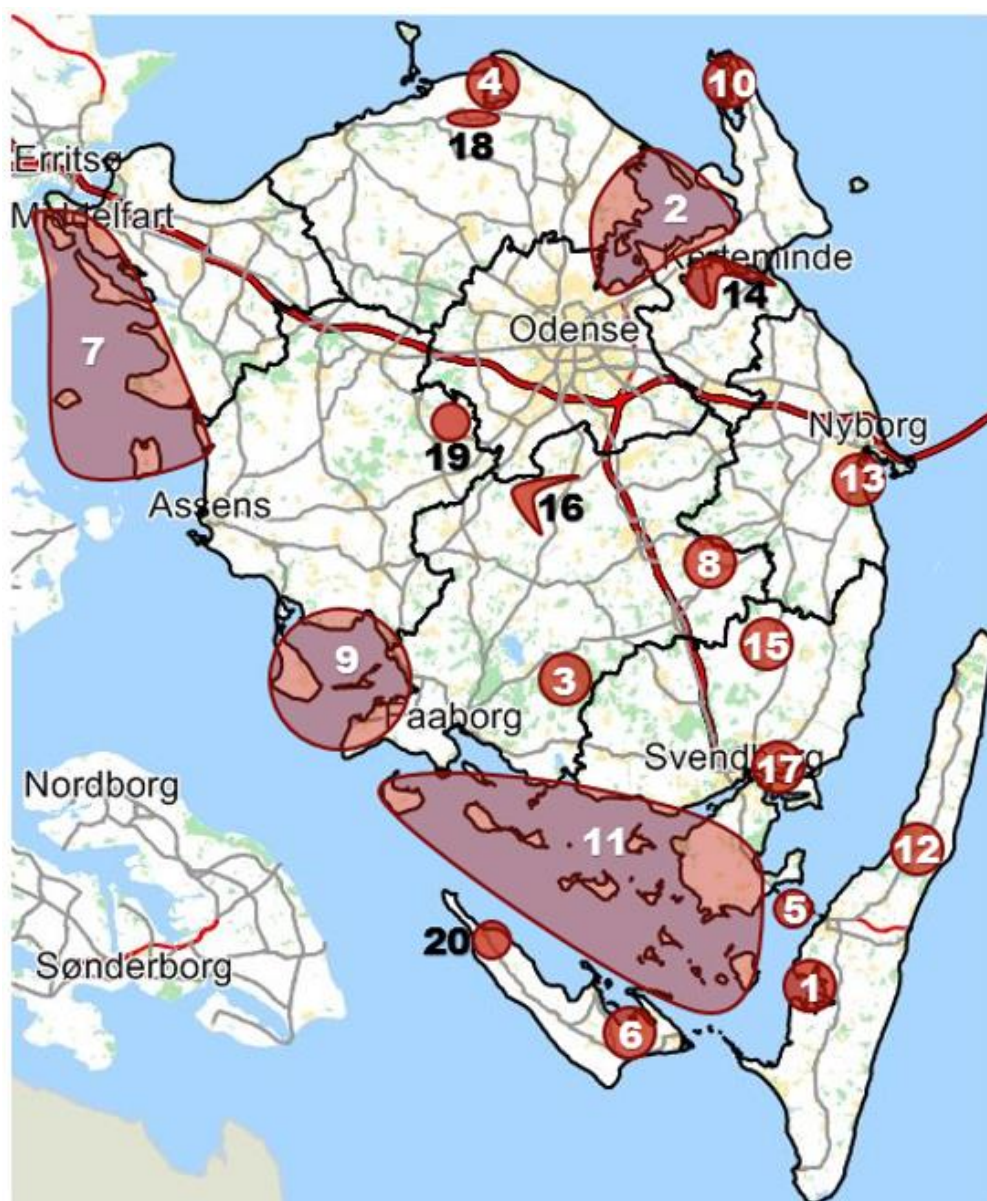 4
10
18
Erritsø
2
Middelfart
Kerteminde
14
Odense
7
19
Nyborg
13
Assens
16
8
15
9
3
Faaborg
Svendborg
17
Nordborg
11
12
5
20
Sønderborg
1
6